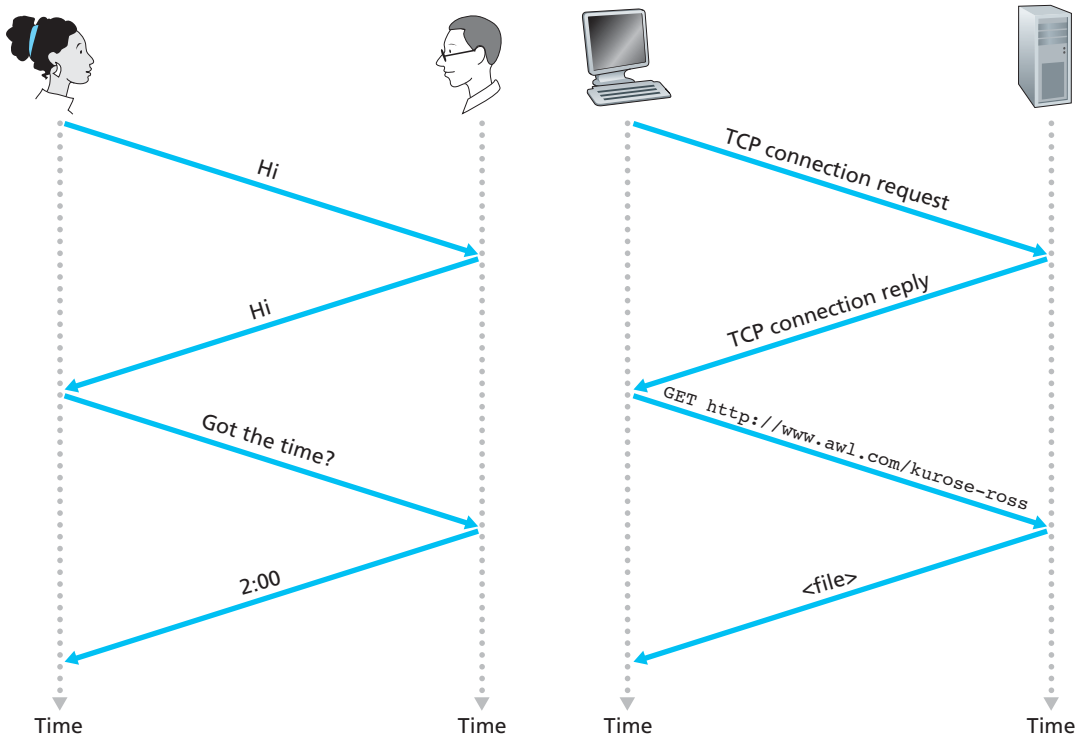 Hi
Hi
Got the time?
2:00
Time
Time
TCP connection request
TCP connection reply
GET http://www.awl.com/kurose-ross
<file>
Time
Time